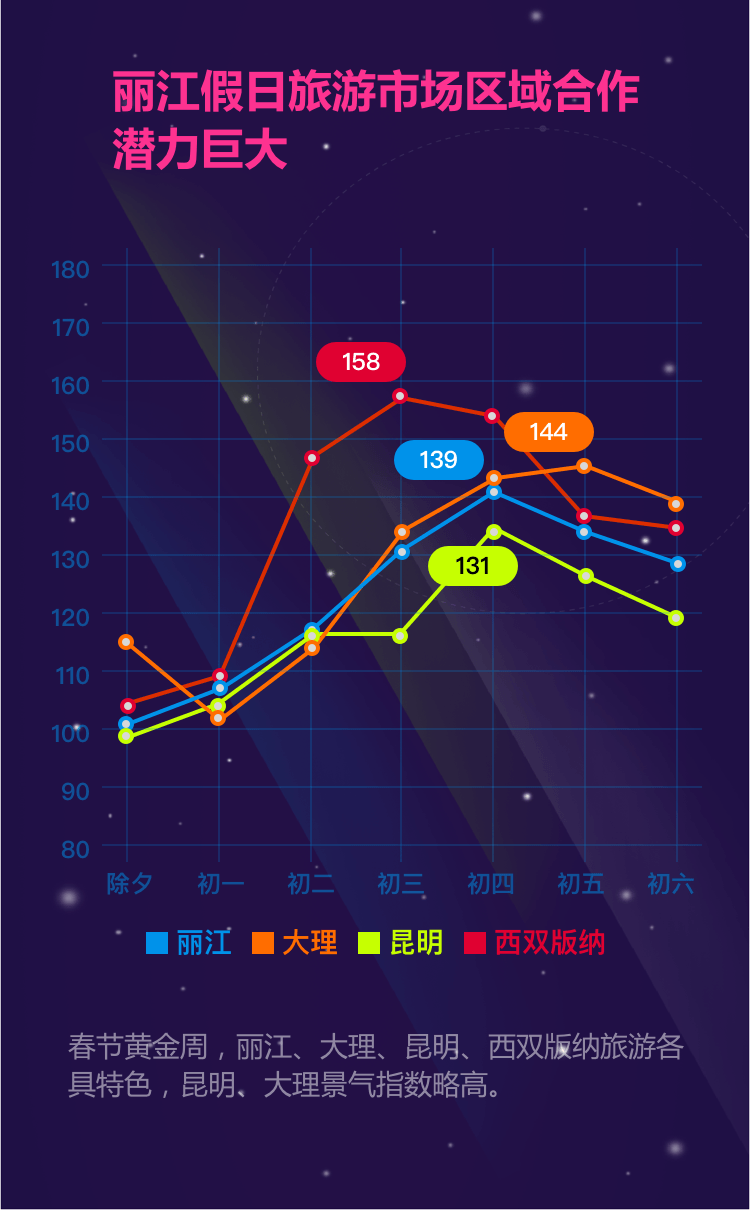 丽江假日旅游市场区域合作
潜力巨大
180
170
160
150
140
130
120
110
100
90
80
158
144
139
131
除夕 初一 初二 初三 初四 初五 初六
丽江 大理 昆明 西双版纳
春节黄金周，丽江、大理、昆明、西双版纳旅游各
具特色，昆明、大理景气指数略高。